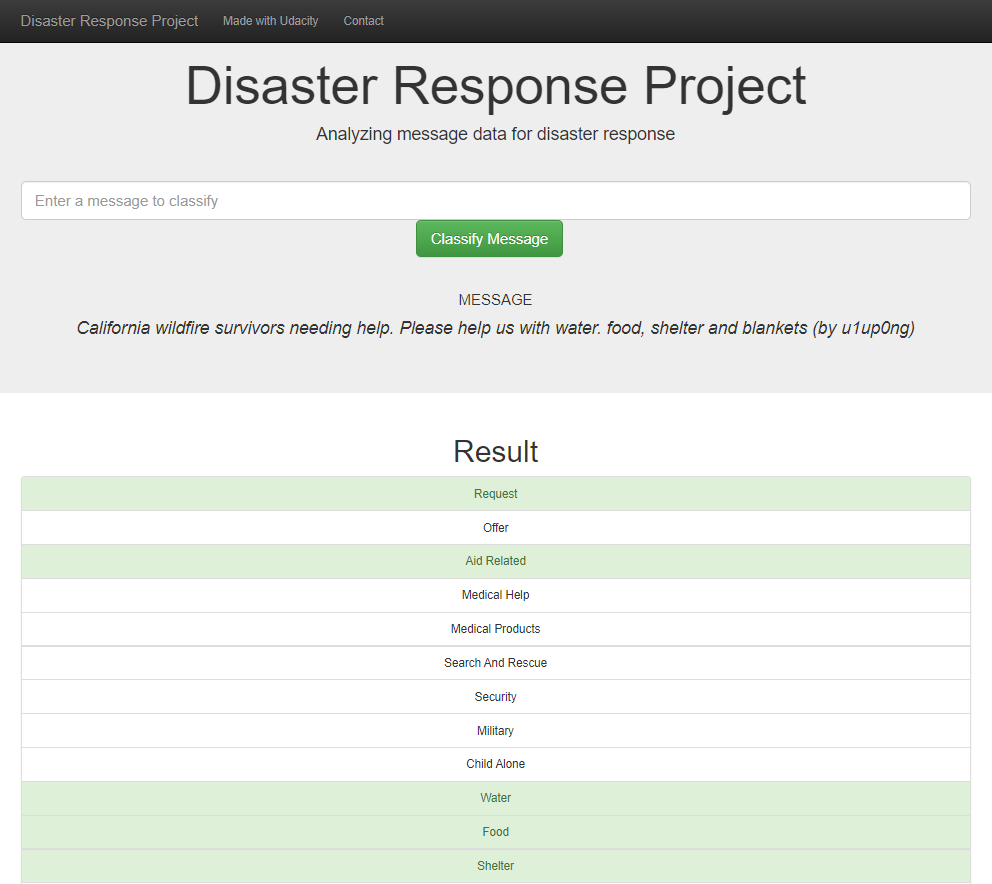 Disaster Response Project Made with Udacity Contact
Disaster Response Project
Analyzing message data for disaster response
Enter a message to classify
Classify Message
MESSAGE
California wildfire survivors needing help. Please help us with water. food, shelter and blankets (by u1up0ng)
Result
Request
Offer
Aid Related
Medical Help
Medical Products
Search And Rescue
Security
Military
Child Alone
Water
Food
Shelter